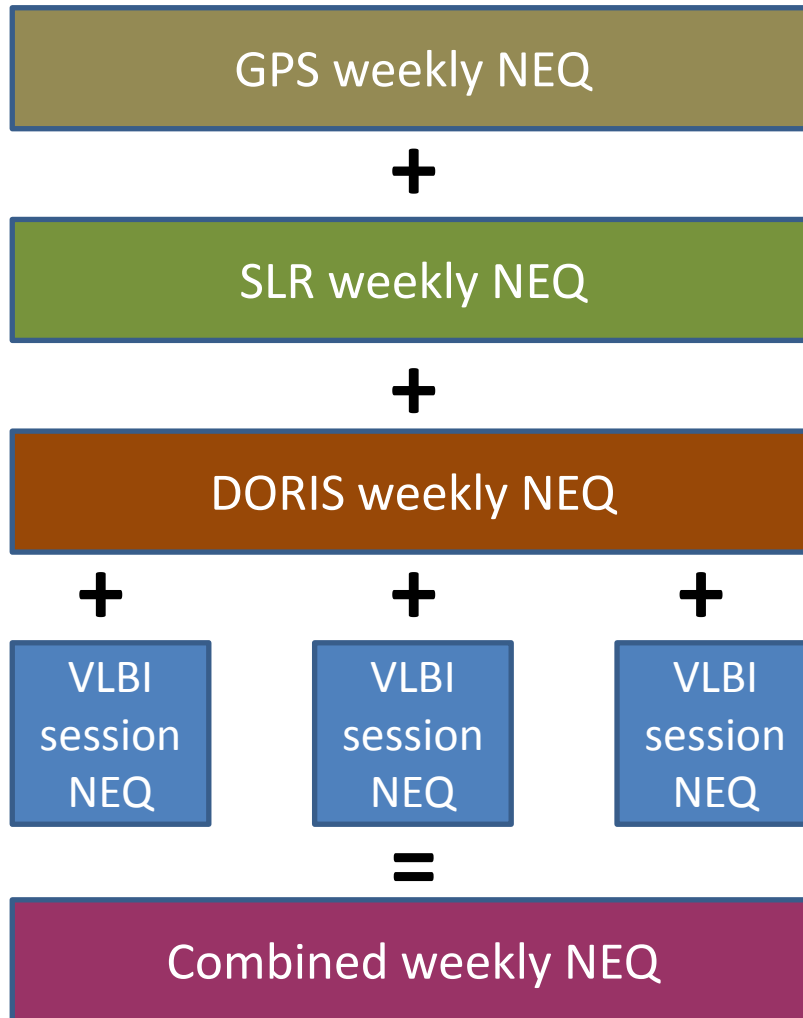 GPS weekly NEQ
+
SLR weekly NEQ
+
DORIS weekly NEQ
+ + +
VLBI VLBI VLBI
session session session
NEQ NEQ NEQ
=
Combined weekly NEQ